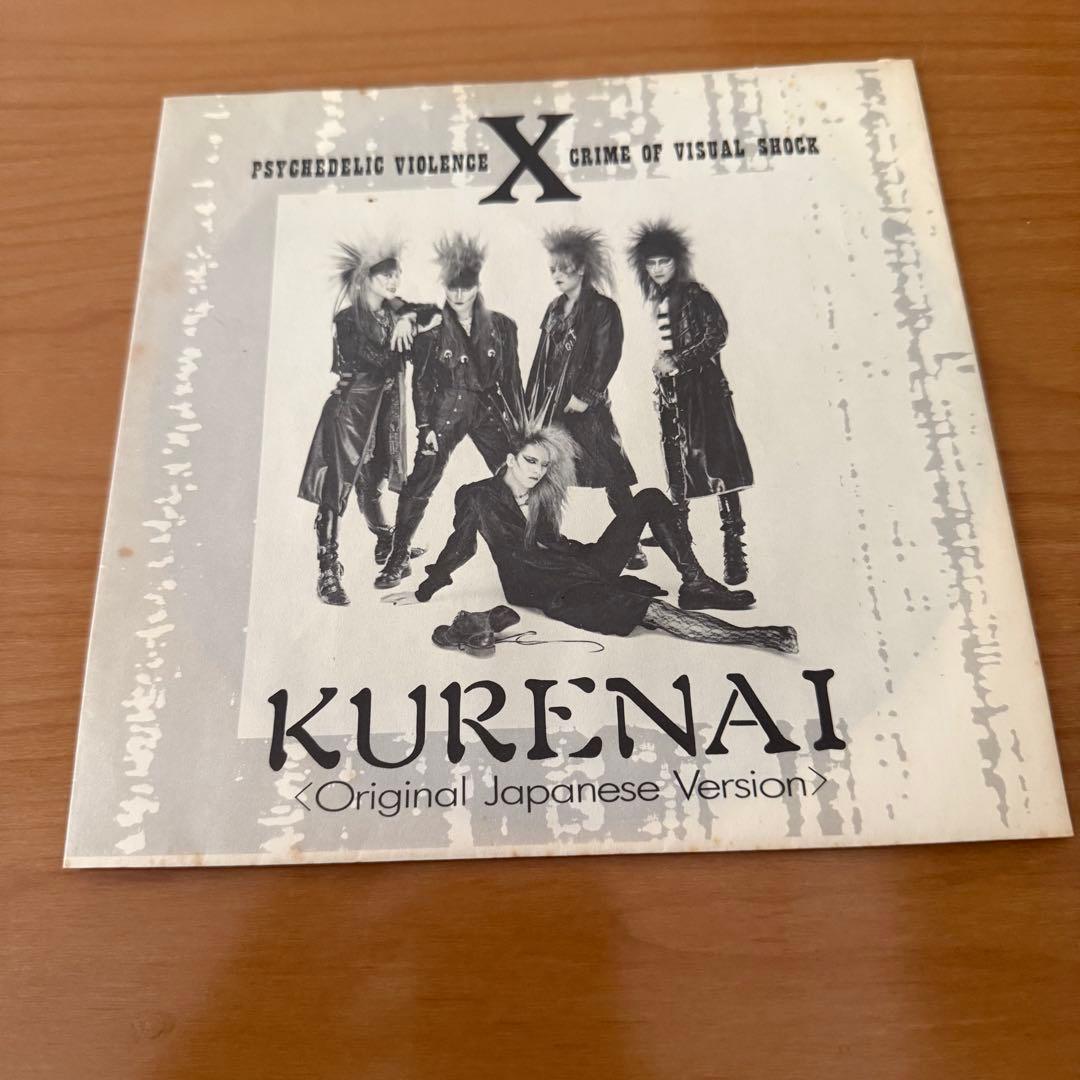 PSYCHEDELIC VIOLENCE X CRIME OF VISUAL SHOCK
KURENAI
<Original Japanese Version>